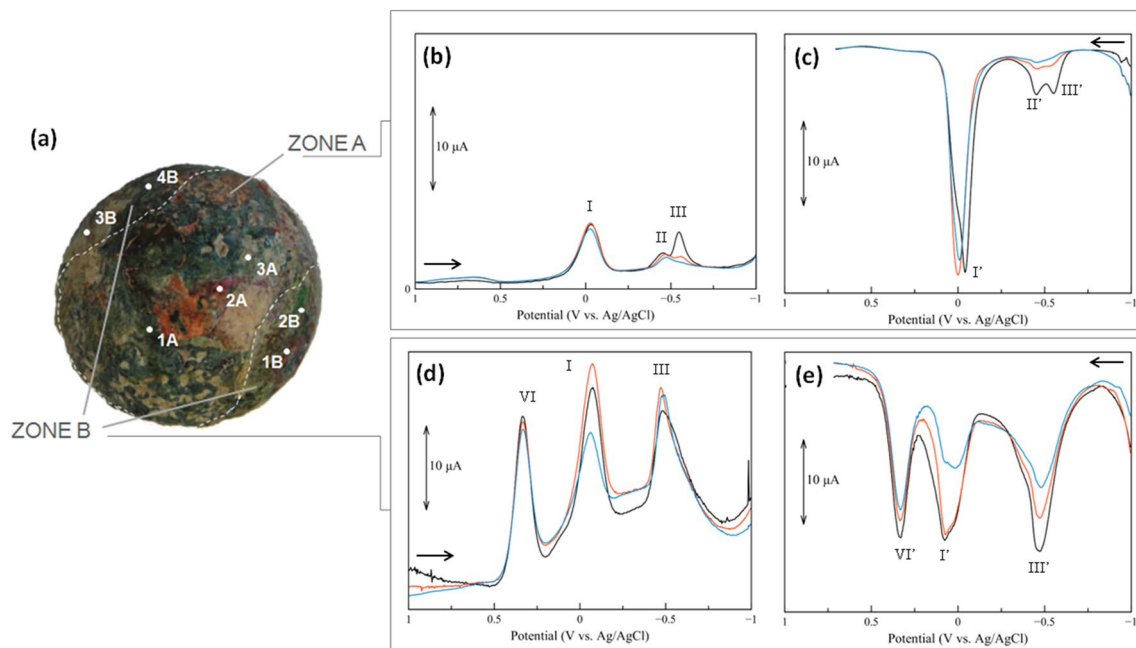 (a)
ZONE A
4B
3B
3A
2A
2B
1A
1B
ZONE B
(b)
10 μA
I
II
III
0
1
0.5
0
−0.5
−1
Potential (V vs. Ag/AgCl)
(c)
10 μA
I’
II’
III’
1
0.5
0
−0.5
−1
Potential (V vs. Ag/AgCl)
(d)
10 μA
VI
I
III
1
0.5
0
−0.5
−1
Potential (V vs. Ag/AgCl)
(e)
10 μA
VI’
I’
III’
1
0.5
0
−0.5
−1
Potential (V vs. Ag/AgCl)